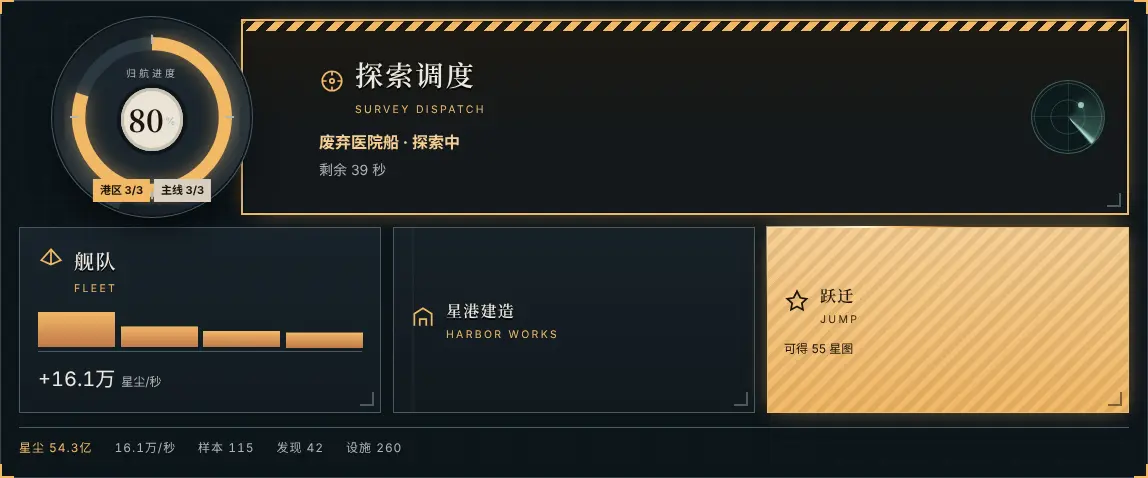 归航进度
80%
港区 3/3
主线 3/3
探索调度
SURVEY DISPATCH
废弃医院船 · 探索中
剩余 39 秒
舰队
FLEET
+16.1万 星尘/秒
星港建造
HARBOR WORKS
跃迁
JUMP
可得 55 星图
星尘 54.3亿 16.1万/秒 样本 115 发现 42 设施 260